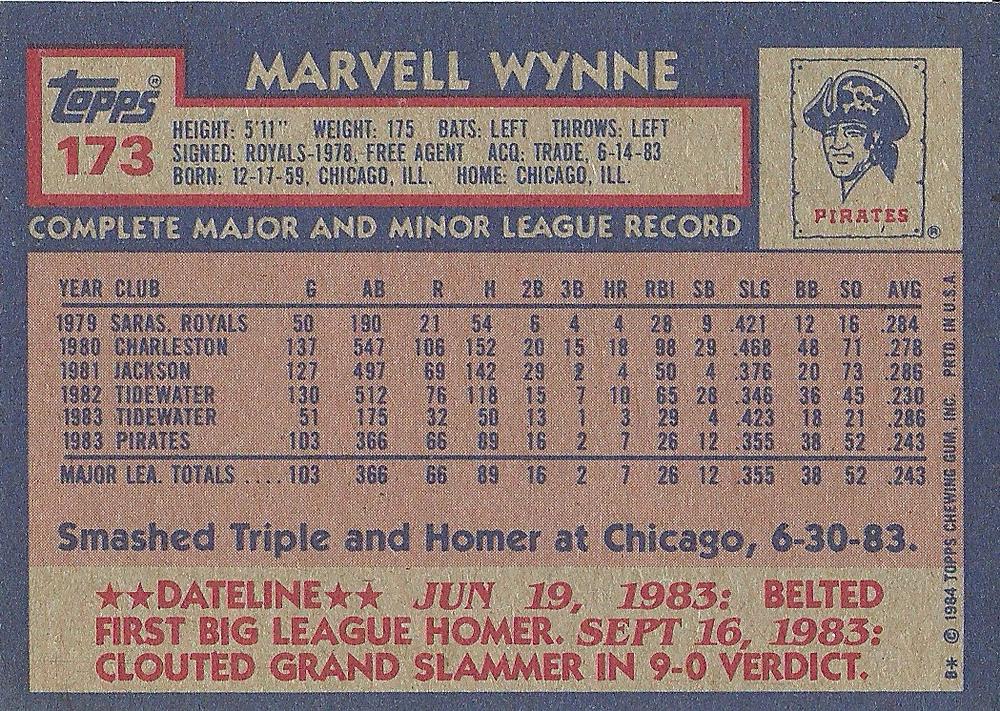 MARVELL WYNNE
Topps®
173
HEIGHT: 5'11" WEIGHT: 175 BATS: LEFT THROWS: LEFT
SIGNED: ROYALS-1978, FREE AGENT ACQ: TRADE, 6-14-83
BORN: 12-17-59, CHICAGO, ILL. HOME: CHICAGO, ILL.
PIRATES ®
COMPLETE MAJOR AND MINOR LEAGUE RECORD
YEAR CLUB G AB R H 2B 3B HR RBI SB SLG BB SO AVG
1979 SARAS. ROYALS 50 190 21 54 6 4 4 28 9 .421 12 16 .284
1980 CHARLESTON 137 547 106 152 20 15 18 98 29 .468 48 71 .278
1981 JACKSON 127 497 69 142 29 2 4 50 4 .376 20 73 .286
1982 TIDEWATER 130 512 76 118 15 7 10 65 28 .346 36 45 .230
1983 TIDEWATER 51 175 32 50 13 1 3 29 4 .423 18 21 .286
1983 PIRATES 103 366 66 89 16 2 7 26 12 .355 38 52 .243
MAJOR LEA. TOTALS .... 103 366 66 89 16 2 7 26 12 .355 38 52 .243
Smashed Triple and Homer at Chicago, 6-30-83.
★★DATELINE★★ JUN 19, 1983: BELTED
FIRST BIG LEAGUE HOMER. SEPT 16, 1983:
CLOUTED GRAND SLAMMER IN 9-0 VERDICT.
B* © 1984 TOPPS CHEWING GUM, INC. PRTD. IN U.S.A.